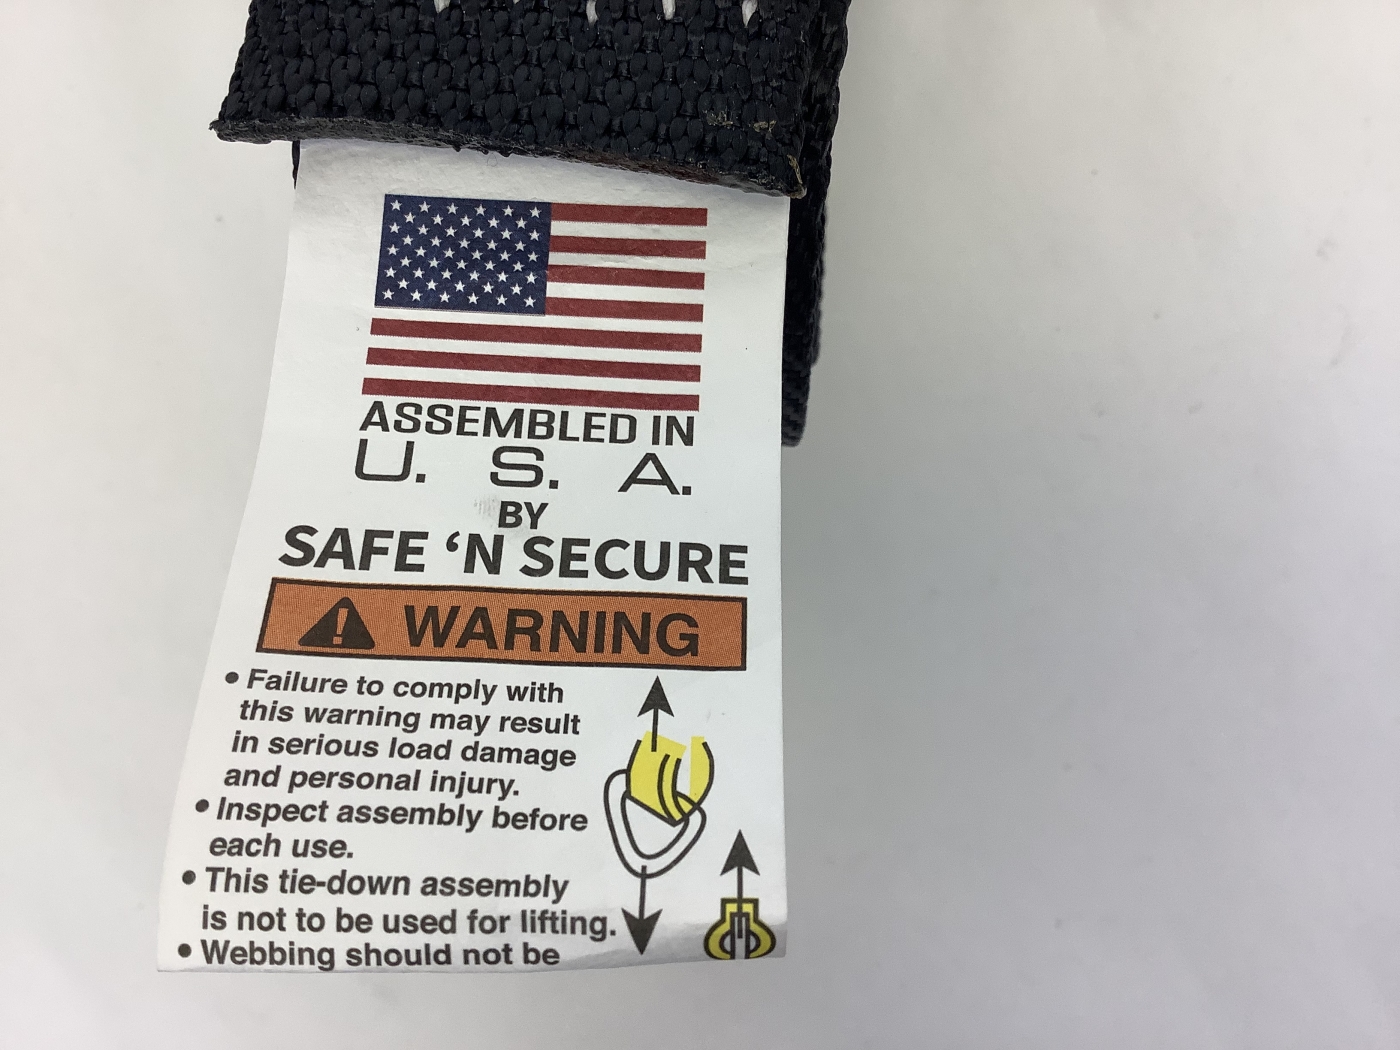 ASSEMBLED IN
U. S. A.
BY
SAFE ‘N SECURE
WARNING
• Failure to comply with
this warning may result
in serious load damage
and personal injury.
• Inspect assembly before
each use.
• This tie-down assembly
is not to be used for lifting.
• Webbing should not be